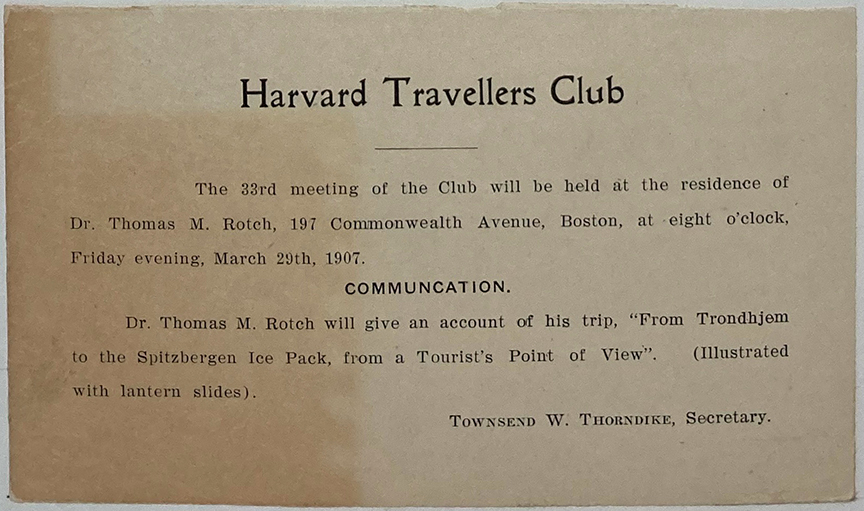 Harvard Travellers Club
The 33rd meeting of the Club will be held at the residence of
Dr. Thomas M. Rotch, 197 Commonwealth Avenue, Boston, at eight o'clock,
Friday evening, March 29th, 1907.
COMMUNCATION.
Dr. Thomas M. Rotch will give an account of his trip, "From Trondhjem
to the Spitzbergen Ice Pack, from a Tourist's Point of View". (Illustrated
with lantern slides).
TOWNSEND W. THORNDIKE, Secretary.